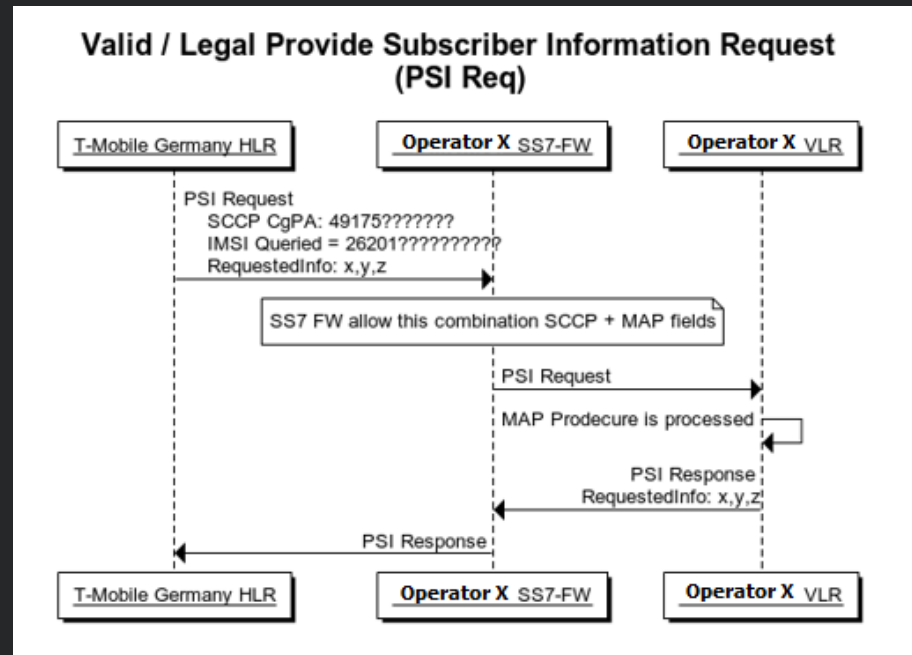 Valid / Legal Provide Subscriber Information Request
(PSI Req)
T-Mobile Germany HLR
Operator X SS7-FW
Operator X VLR
PSI Request
SCCP CgPA: 49175???????
IMSI Queried = 26201??????????
RequestedInfo: x,y,z
SS7 FW allow this combination SCCP + MAP fields
PSI Request
MAP Prodecure is processed
PSI Response
RequestedInfo: x,y,z
PSI Response
T-Mobile Germany HLR
Operator X SS7-FW
Operator X VLR